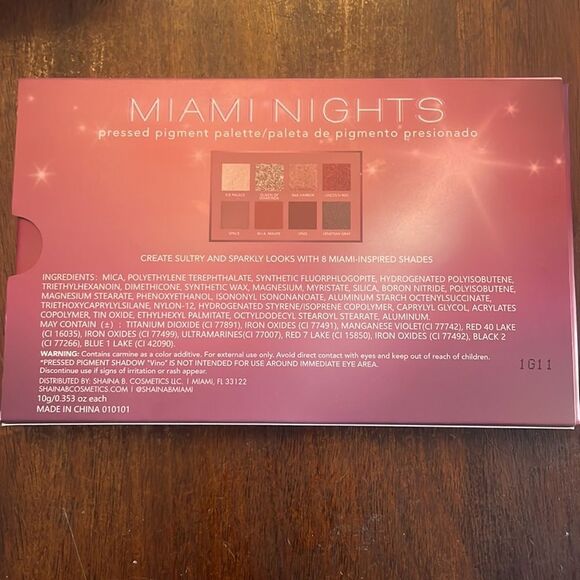 MIAMI NIGHTS
pressed pigment palette/paleta de pigmento presionado
ICE PALACE QUEEN OF VERSAILLES
SPICE VINO VENETIAN GRAY
CREATE SULTRY AND SPARKLY LOOKS WITH 8 MIAMI-INSPIRED SHADES
INGREDIENTS: MICA, POLYETHYLENE TEREPHTHALATE, SYNTHETIC FLUORPHLOGOPITE, HYDROGENATED POLYISOBUTENE,
TRIETHYLHEXANOIN, DIMETHICONE, SYNTHETIC WAX, MAGNESIUM, MYRISTATE, SILICA, BORON NITRIDE, POLYISOBUTENE,
MAGNESIUM STEARATE, PHENOXYETHANOL, ISONONYL ISONONANOATE, ALUMINUM STARCH OCTENYLSUCCINATE,
TRIETHOXYCAPRYLYLSILANE, NYLON-12, HYDROGENATED STYRENE/ISOPRENE COPOLYMER, CAPRYLYL GLYCOL, ACRYLATES
COPOLYMER, TIN OXIDE, ETHYLHEXYL PALMITATE, OCTYLDODECYL STEAROYL STEARATE, ALUMINUM.
MAY CONTAIN (±) : TITANIUM DIOXIDE (CI 77891), IRON OXIDES (CI 77491), MANGANESE VIOLET(CI 77742), RED 40 LAKE
(CI 16035), IRON OXIDES (CI 77499), ULTRAMARINES(CI 77007), RED 7 LAKE (CI 15850), IRON OXIDES (CI 77492), BLACK 2
(CI 77266), BLUE 1 LAKE (CI 42090).
WARNING: Contains carmine as a color additive. For external use only. Avoid direct contact with eyes and keep out of reach of children.
*PRESSED PIGMENT SHADOW "Vino" IS NOT INTENDED FOR USE AROUND IMMEDIATE EYE AREA.
Discontinue use if signs of irritation or rash appear.
DISTRIBUTED BY: SHAINA B. COSMETICS LLC. | MIAMI, FL 33122
SHAINABCOSMETICS.COM | @SHAINABMIAMI
10g/0.353 oz each
MADE IN CHINA 010101
1G11